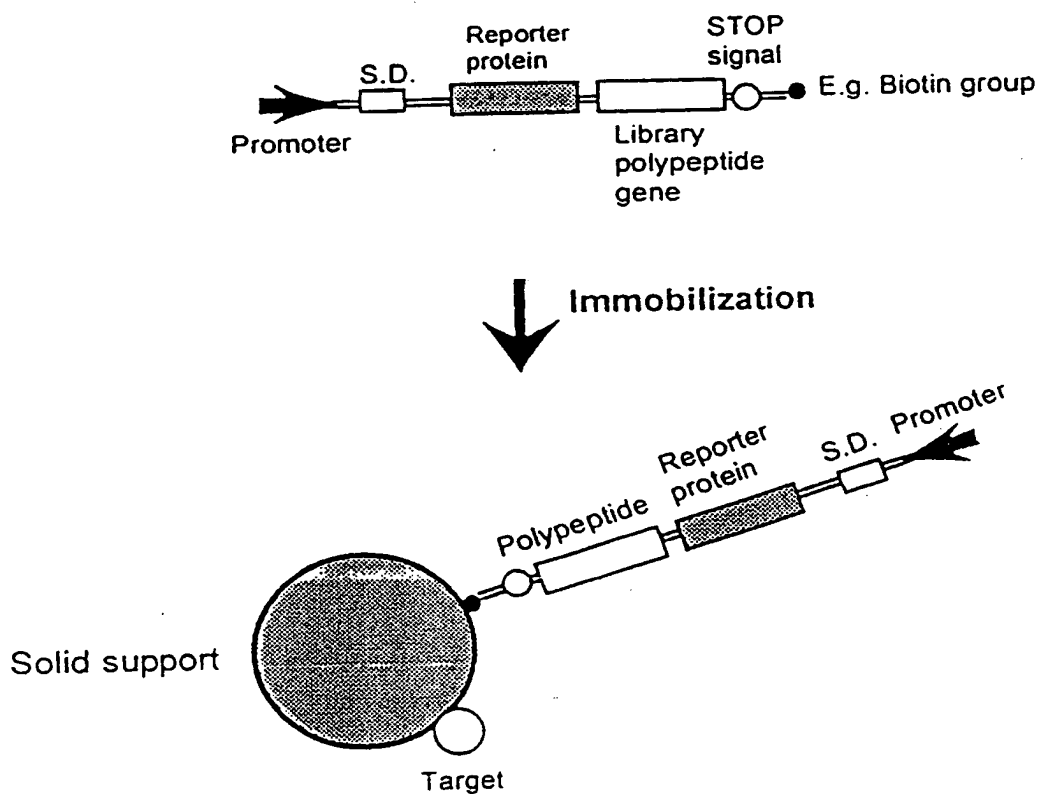 Reporter
protein
STOP
signal
S.D.
E.g. Biotin group
Promoter
Library
polypeptide
gene
Immobilization
Promoter
S.D.
Reporter
protein
Polypeptide
Solid support
Target